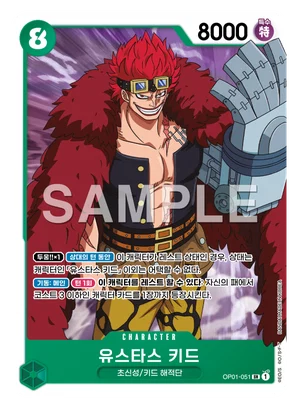 8
8000
특수
特
SAMPLE
두웅!!×1 상대의 턴 동안 이 캐릭터가 레스트 상태인 경우, 상대는
캐릭터인 「유스타스 키드」 이외는 어택할 수 없다.
기동: 메인 턴 1회 이 캐릭터를 레스트 할 수 있다: 자신의 패에서
코스트 3 이하인 캐릭터 카드를 1장까지 등장시킨다.
CHARACTER
유스타스 키드
초신성/키드 해적단
OP01-051 SR
1